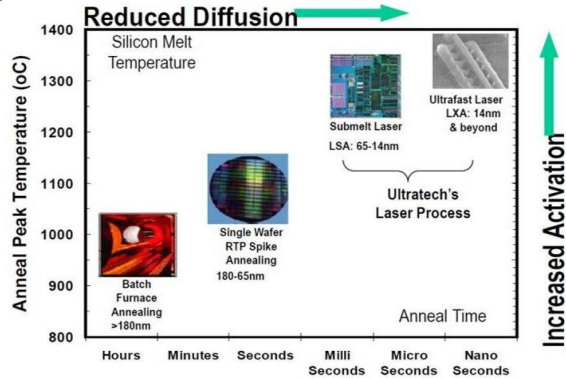 Reduced Diffusion
Anneal Peak Temperature (oC)
1400
1300
1200
1100
1000
900
800
Silicon Melt
Temperature
Batch
Furnace
Annealing
>180nm
Single Wafer
RTP Spike
Annealing
180-65nm
Submelt Laser
LSA: 65-14nm
Ultrafast Laser
LXA: 14nm
& beyond
Ultratech's
Laser Process
Anneal Time
Hours
Minutes
Seconds
Milli
Seconds
Micro
Seconds
Nano
Seconds
Increased Activation